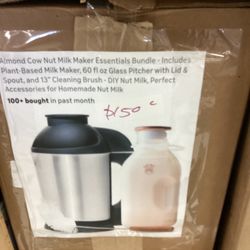 Almond Cow Nut Milk Maker Essentials Bundle - Includes
Plant-Based Milk Maker, 60 fl oz Glass Pitcher with Lid &
Spout, and 13" Cleaning Brush - DIY Nut Milk, Perfect
Accessories for Homemade Nut Milk
100+ bought in past month
$150